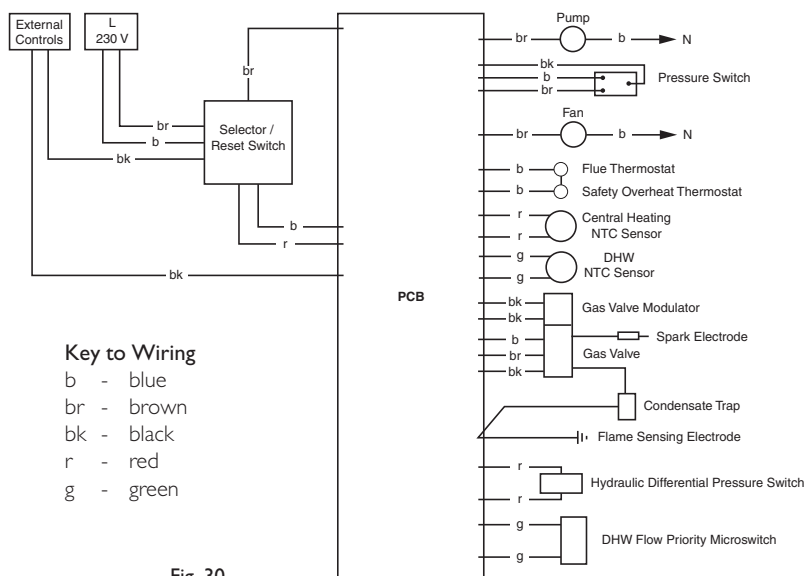 External
Controls
L
230 V
br
br
b
bk
Selector /
Reset Switch
b
r
bk
PCB
Pump
br
b
N
bk
b
br
Pressure Switch
Fan
br
b
N
b
Flue Thermostat
b
Safety Overheat Thermostat
r
r
Central Heating
NTC Sensor
g
g
DHW
NTC Sensor
bk
bk
Gas Valve Modulator
b
br
bk
Spark Electrode
Gas Valve
Condensate Trap
Flame Sensing Electrode
r
r
Hydraulic Differential Pressure Switch
g
g
DHW Flow Priority Microswitch
Key to Wiring
b - blue
br - brown
bk - black
r - red
g - green
Fig. 30